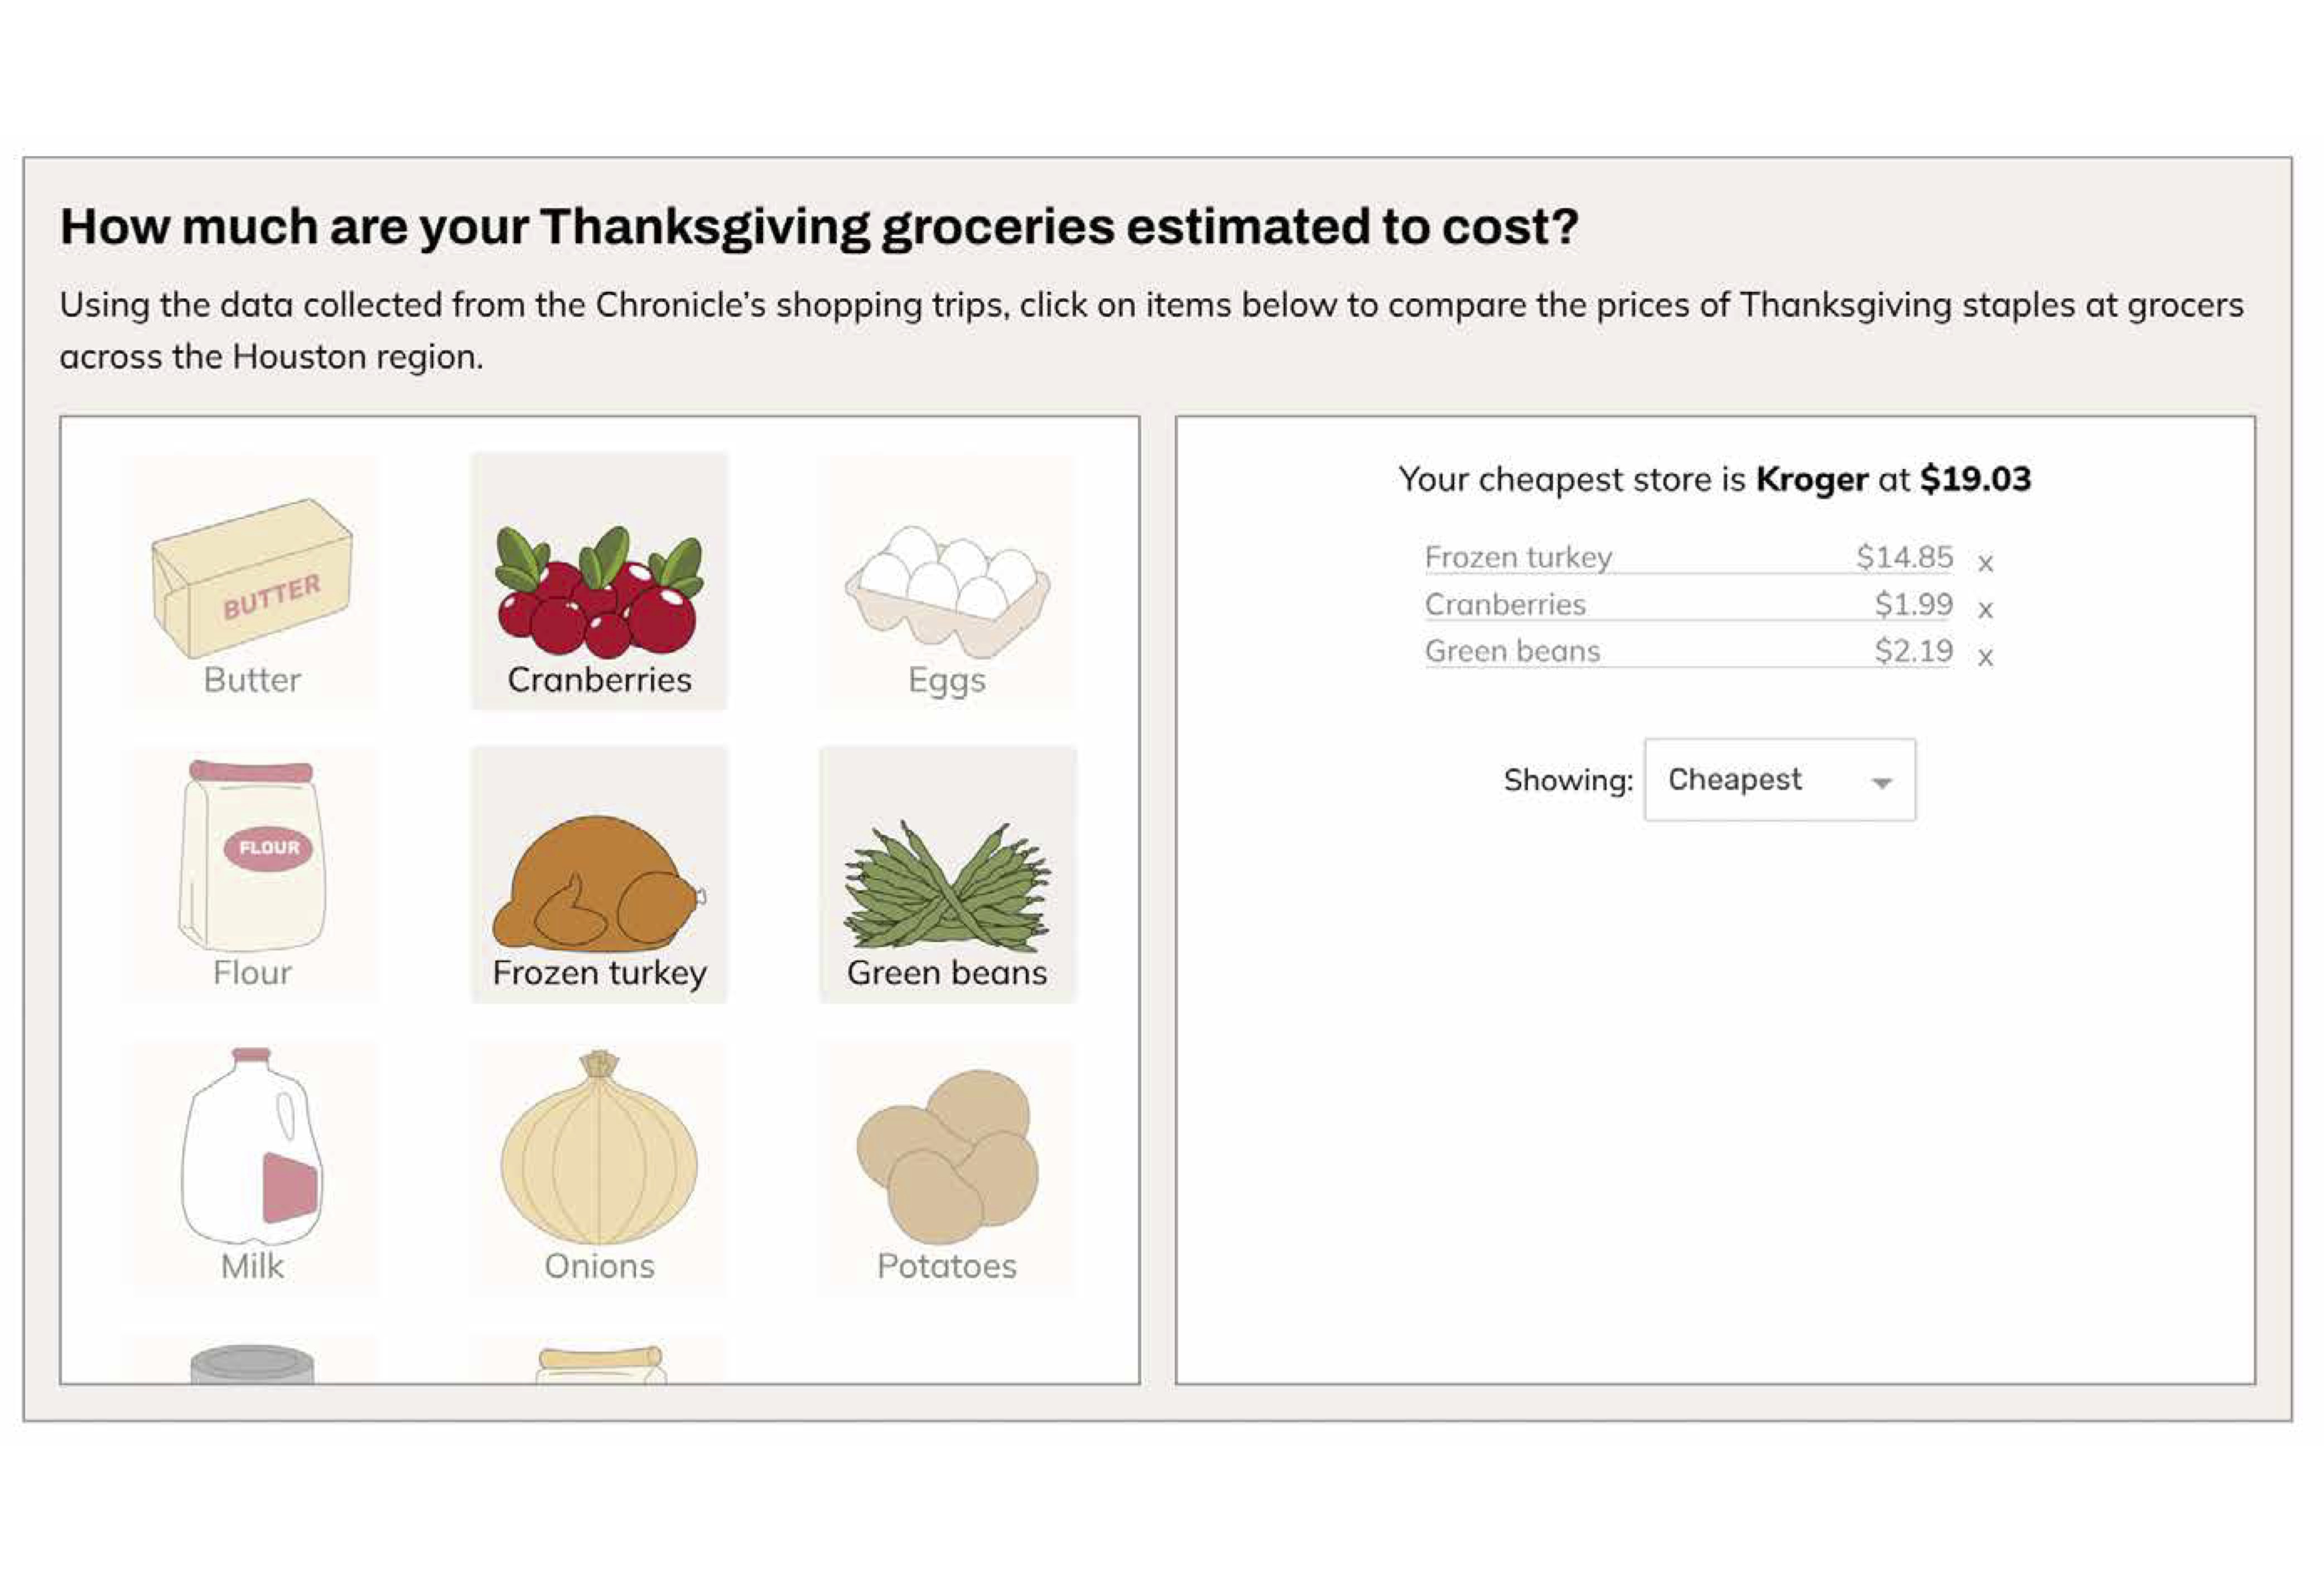 How much are your Thanksgiving groceries estimated to cost?
Using the data collected from the Chronicle's shopping trips, click on items below to compare the prices of Thanksgiving staples at grocers
across the Houston region.
BUTTER
Butter
Cranberries
Eggs
FLOUR
Flour
Frozen turkey
Green beans
Milk
Onions
Potatoes
Your cheapest store is Kroger at $19.03
Frozen turkey $14.85 x
Cranberries $1.99 x
Green beans $2.19 x
Showing: Cheapest